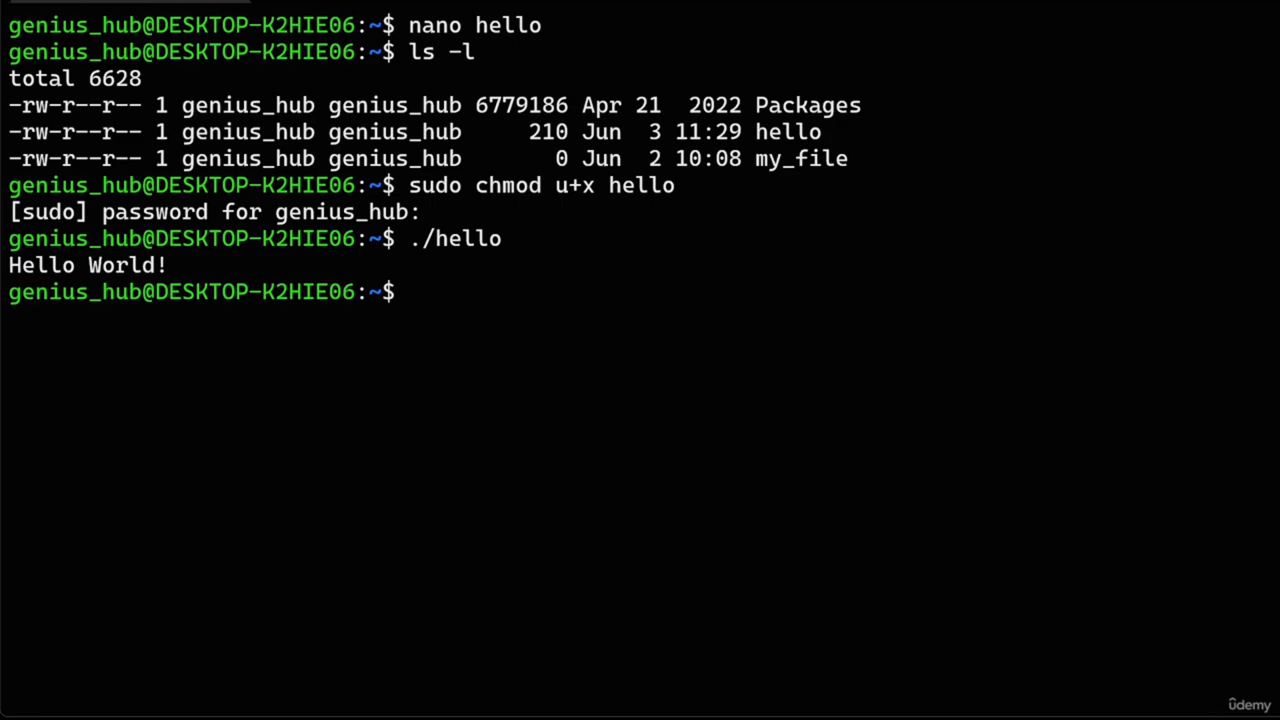 genius_hub@DESKTOP-K2HIE06:~$ nano hello
genius_hub@DESKTOP-K2HIE06:~$ ls -l
total 6628
-rw-r--r-- 1 genius_hub genius_hub 6779186 Apr 21  2022 Packages
-rw-r--r-- 1 genius_hub genius_hub     210 Jun  3 11:29 hello
-rw-r--r-- 1 genius_hub genius_hub       0 Jun  2 10:08 my_file
genius_hub@DESKTOP-K2HIE06:~$ sudo chmod u+x hello
[sudo] password for genius_hub:
genius_hub@DESKTOP-K2HIE06:~$ ./hello
Hello World!
genius_hub@DESKTOP-K2HIE06:~$
ûdemy